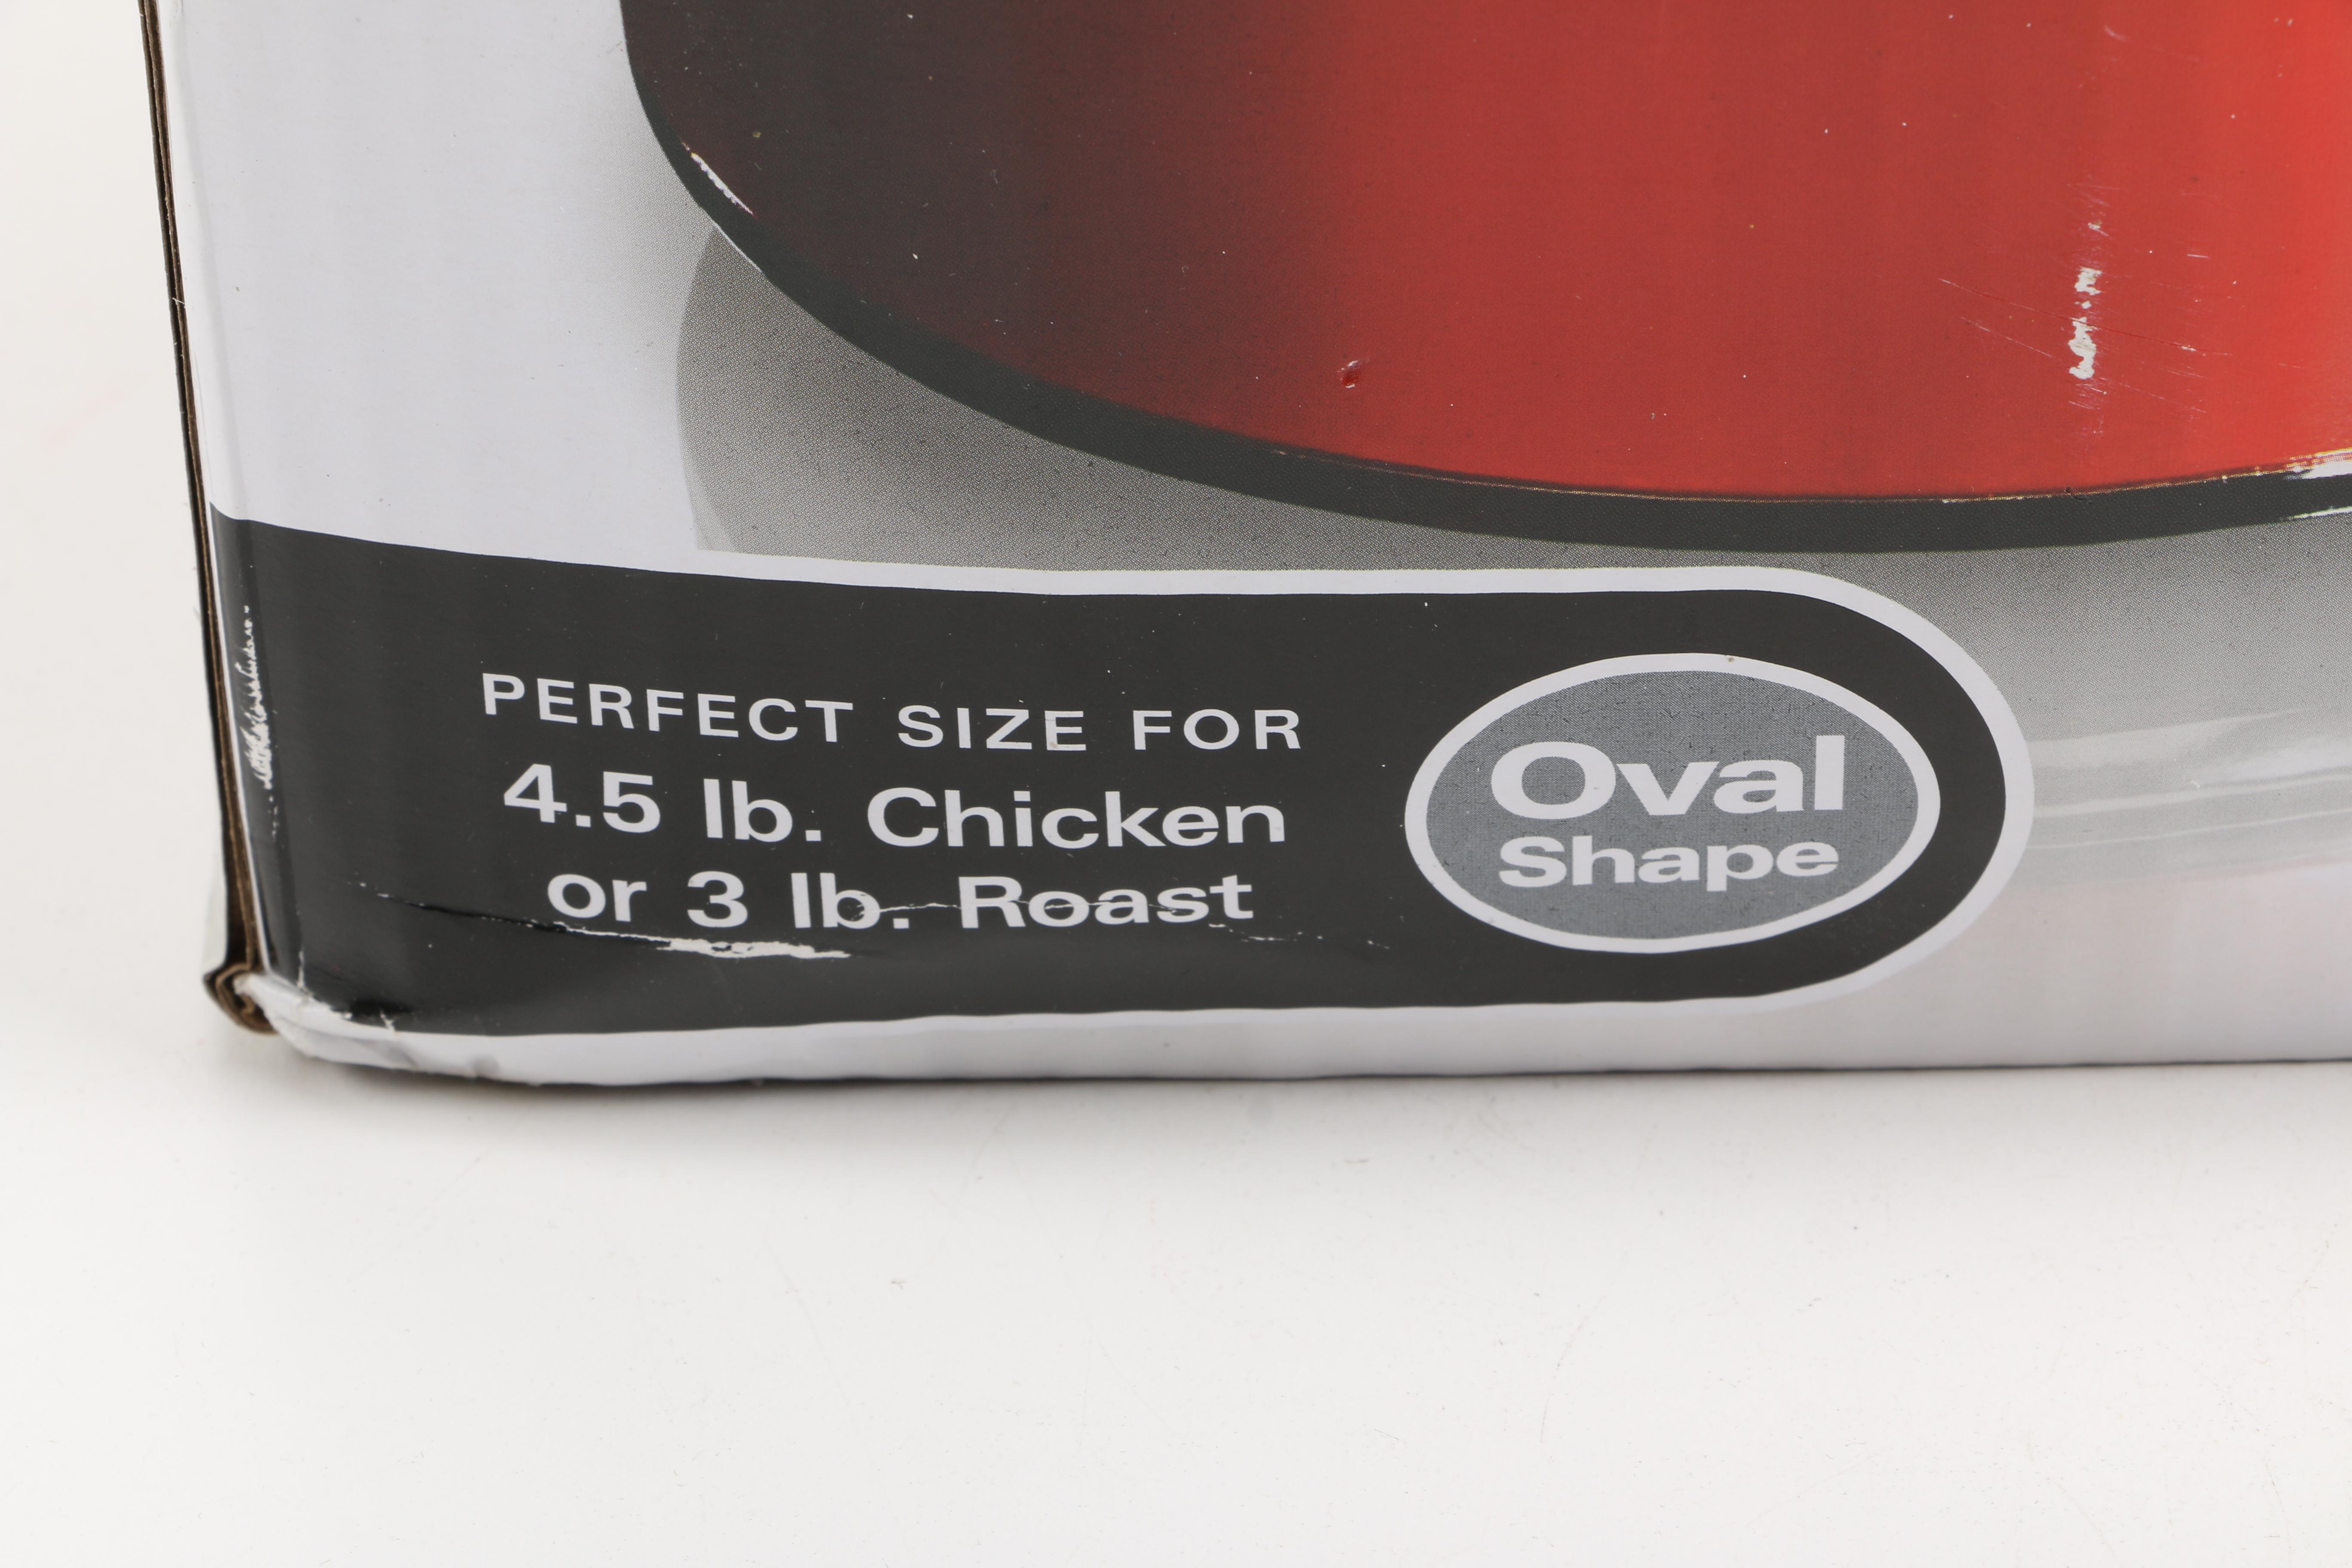 PERFECT SIZE FOR
4.5 lb. Chicken
or 3 lb. Roast
Oval
Shape